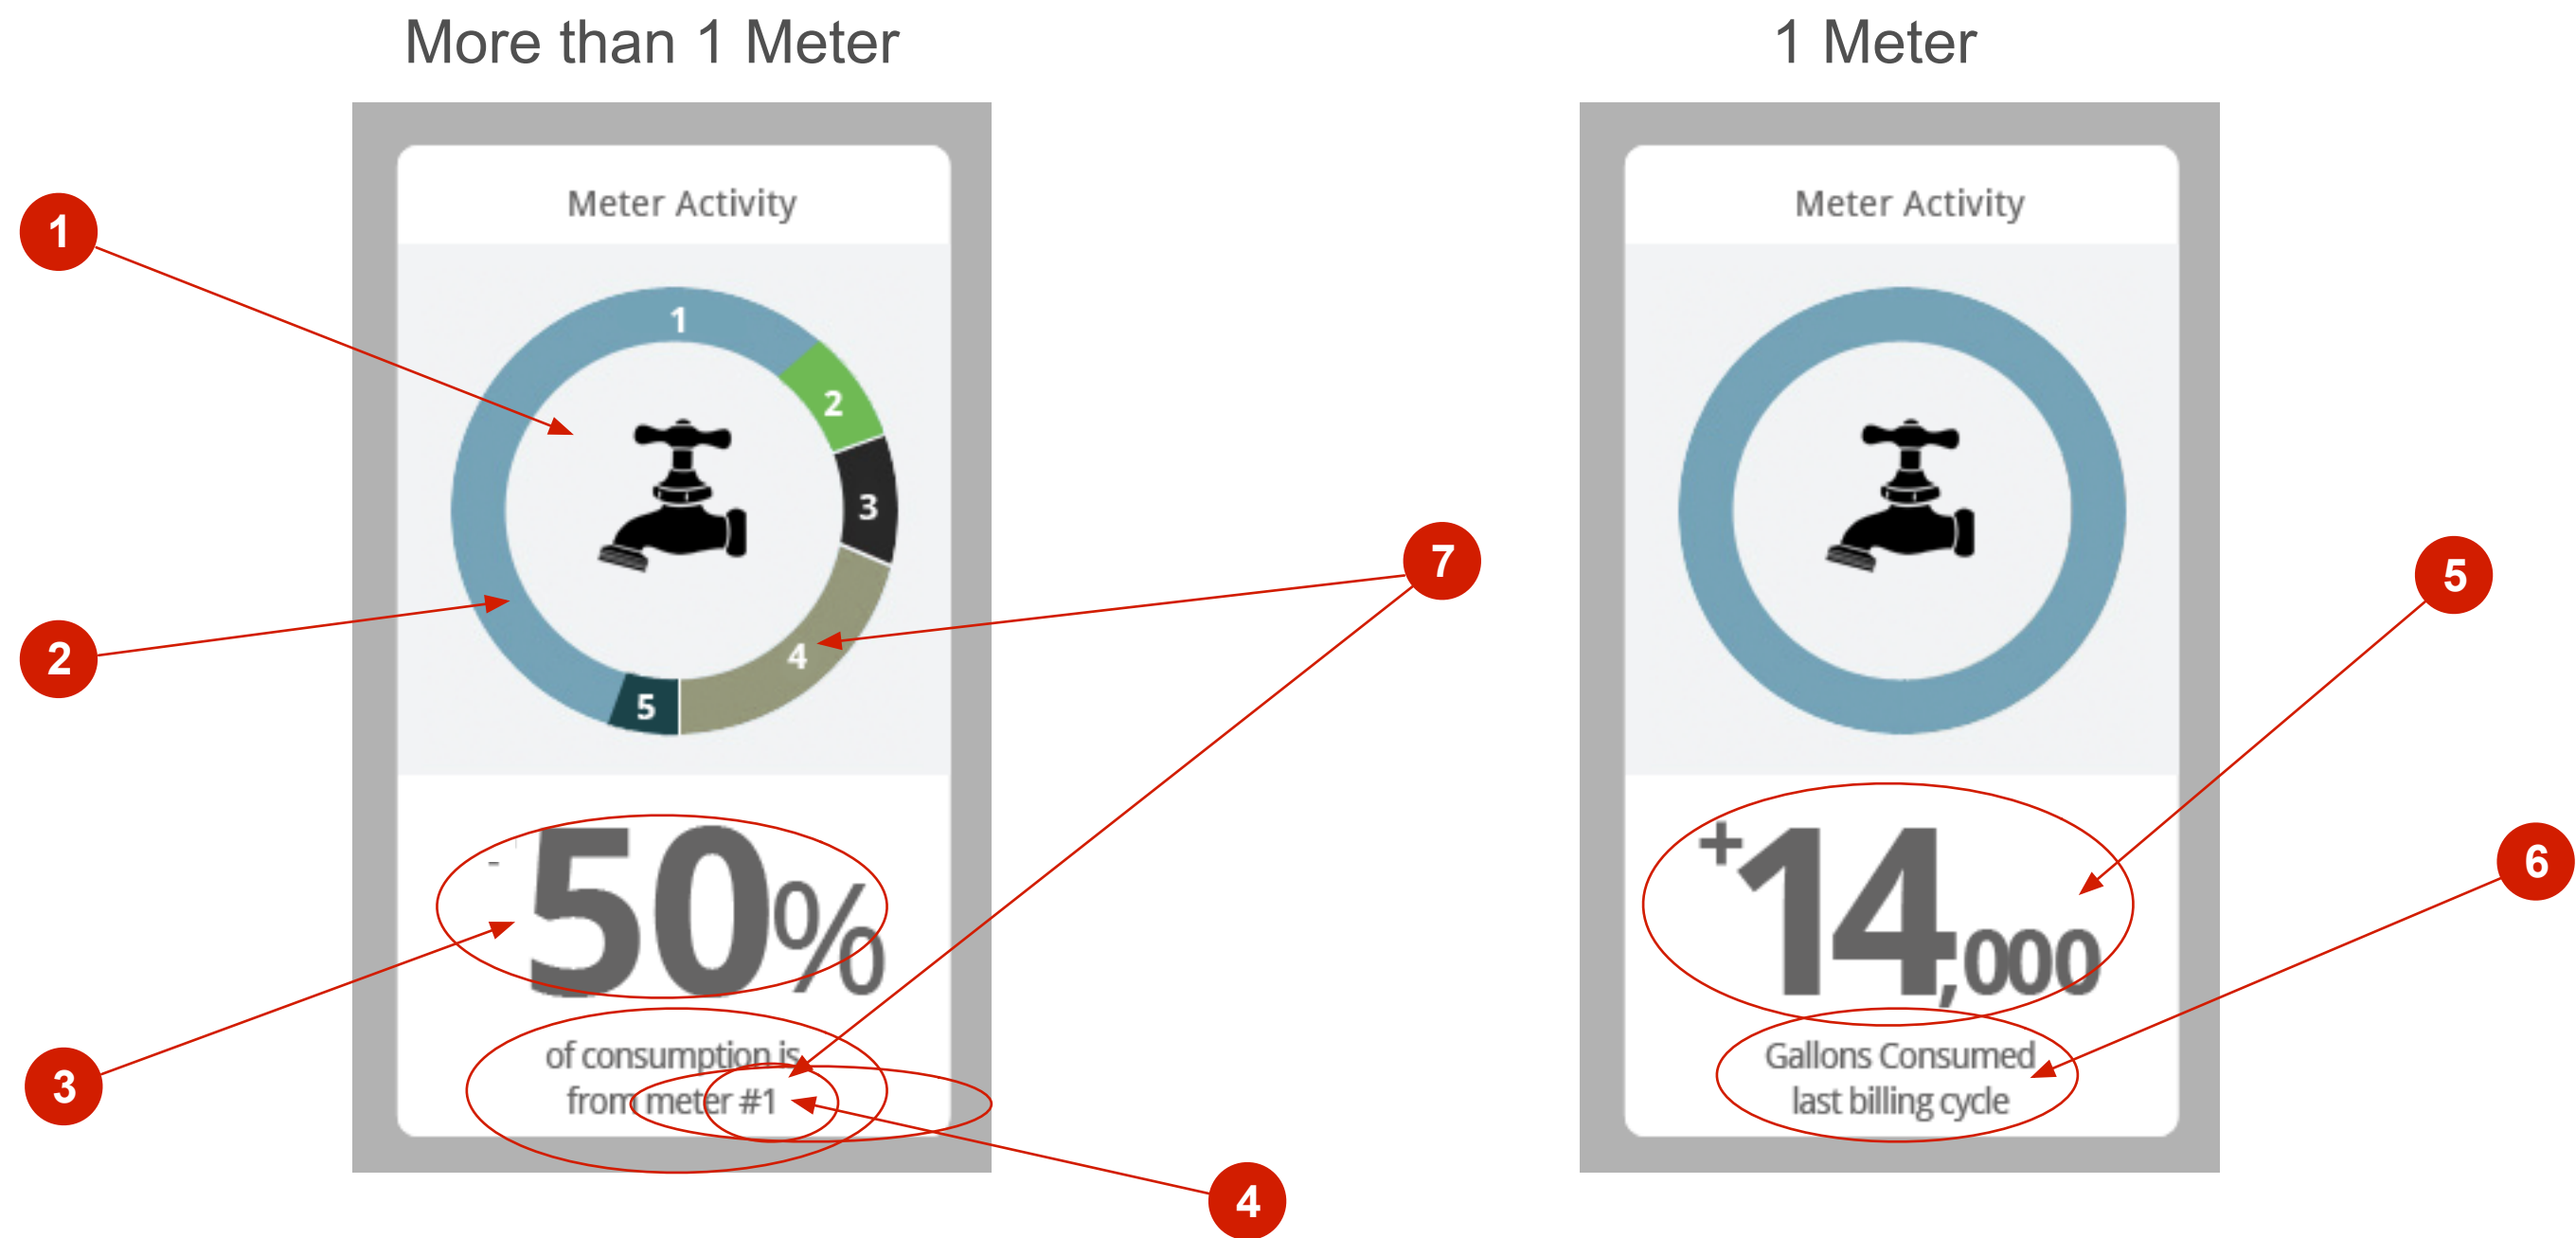 More than 1 Meter
1 Meter
Meter Activity
Meter Activity
1
1
2
3
4
5
2
7
5
6
3
4
- 50%
+14,000
of consumption is
from meter #1
Gallons Consumed
last billing cycle